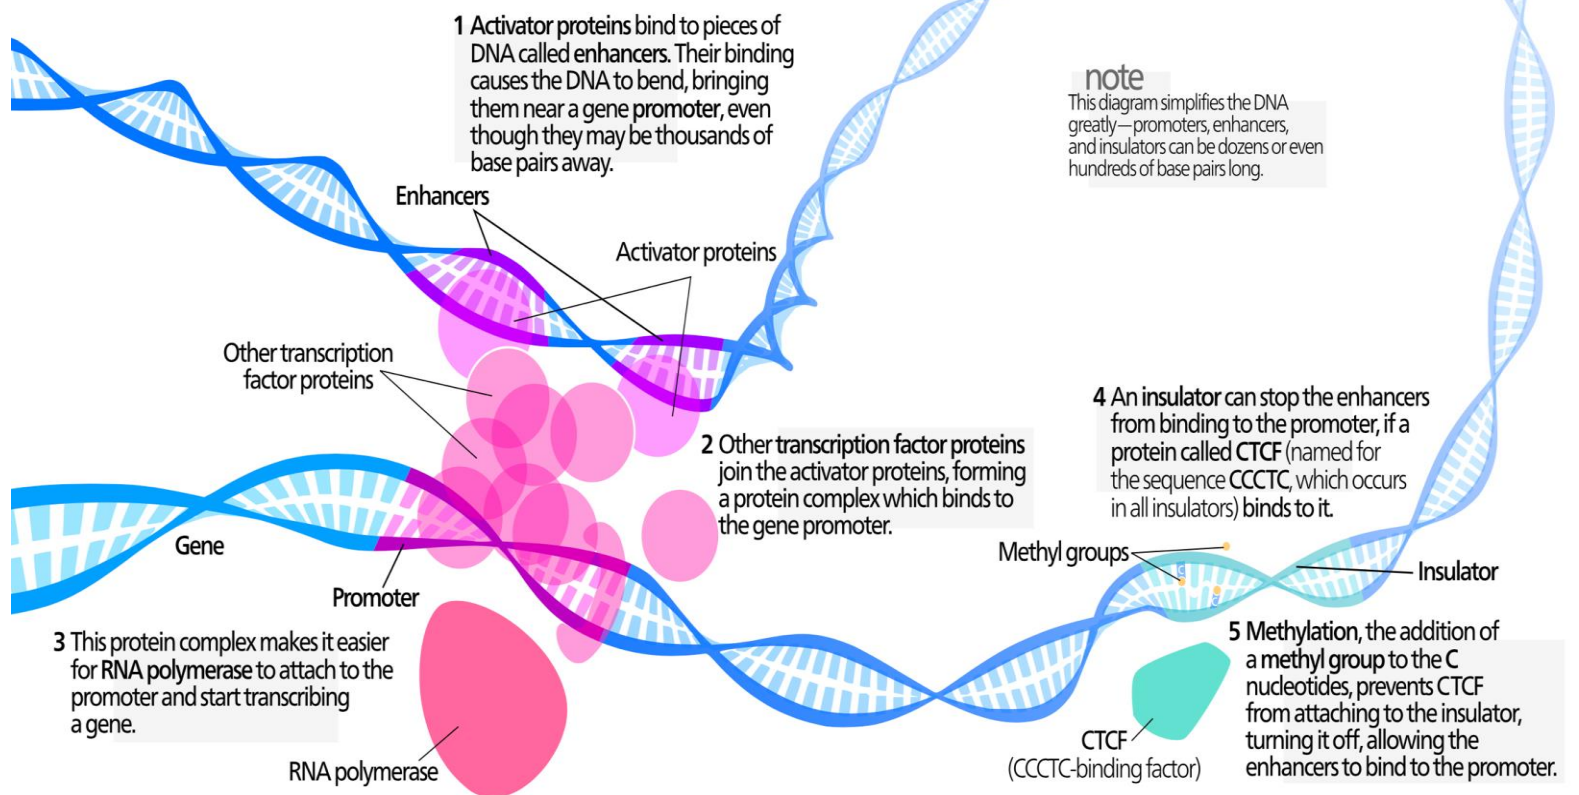 1 Activator proteins bind to pieces of
DNA called enhancers. Their binding
causes the DNA to bend, bringing
them near a gene promoter, even
though they may be thousands of
base pairs away.
note
This diagram simplifies the DNA
greatly—promoters, enhancers,
and insulators can be dozens or even
hundreds of base pairs long.
Enhancers
Activator proteins
Other transcription
factor proteins
2 Other transcription factor proteins
join the activator proteins, forming
a protein complex which binds to
the gene promoter.
4 An insulator can stop the enhancers
from binding to the promoter, if a
protein called CTCF (named for
the sequence CCCTC, which occurs
in all insulators) binds to it.
Gene
Promoter
Methyl groups
C
C
Insulator
3 This protein complex makes it easier
for RNA polymerase to attach to the
promoter and start transcribing
a gene.
RNA polymerase
5 Methylation, the addition of
a methyl group to the C
nucleotides, prevents CTCF
from attaching to the insulator,
turning it off, allowing the
enhancers to bind to the promoter.
CTCF
(CCCTC-binding factor)